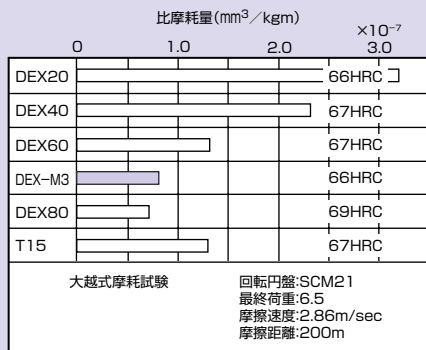 比摩耗量(mm³／kgm)
×10⁻⁷
0 1.0 2.0 3.0
DEX20 66HRC
DEX40 67HRC
DEX60 67HRC
DEX−M3 66HRC
DEX80 69HRC
T15 67HRC
大越式摩耗試験
回転円盤:SCM21
最終荷重:6.5
摩擦速度:2.86m/sec
摩擦距離:200m